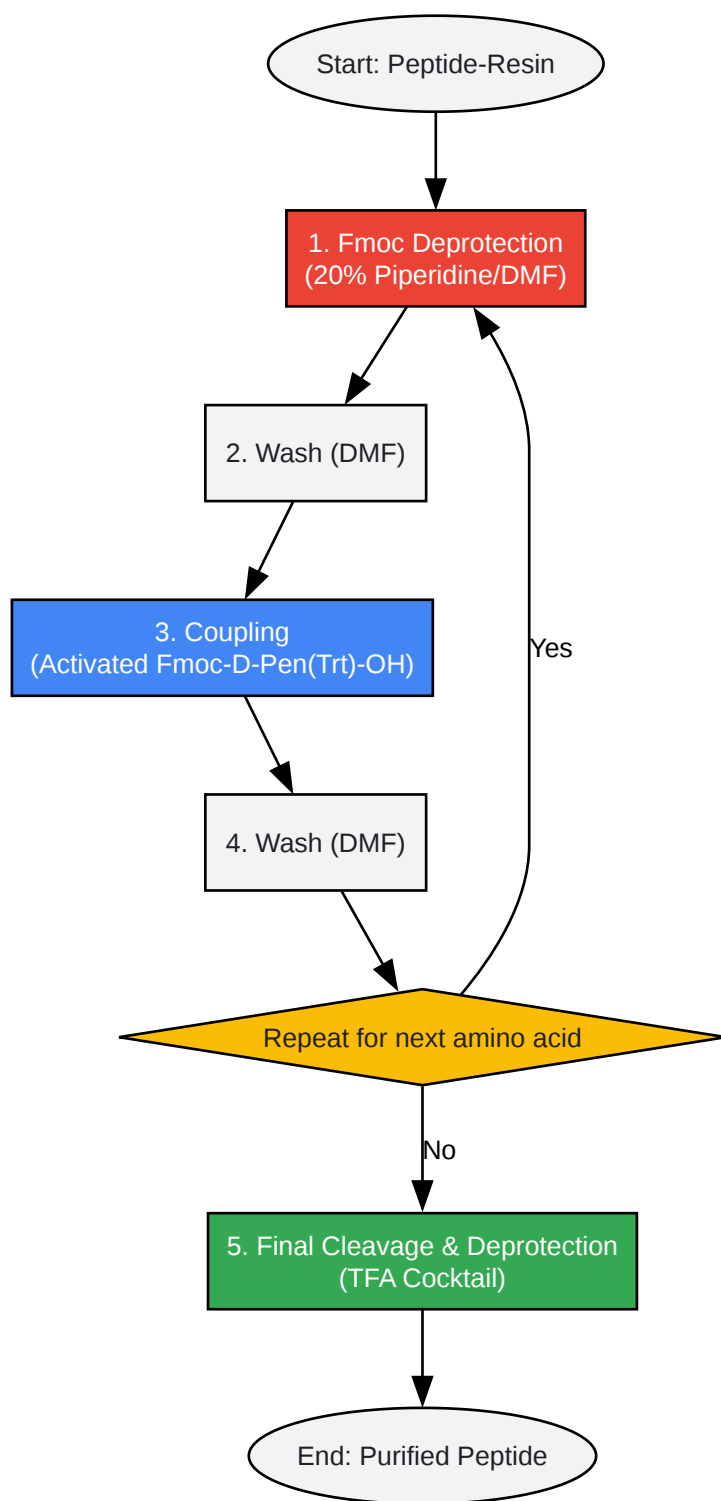 Start: Peptide-Resin
1. Fmoc Deprotection
(20% Piperidine/DMF)
2. Wash (DMF)
3. Coupling
(Activated Fmoc-D-Pen(Trt)-OH)
Yes
4. Wash (DMF)
Repeat for next amino acid
No
5. Final Cleavage & Deprotection
(TFA Cocktail)
End: Purified Peptide